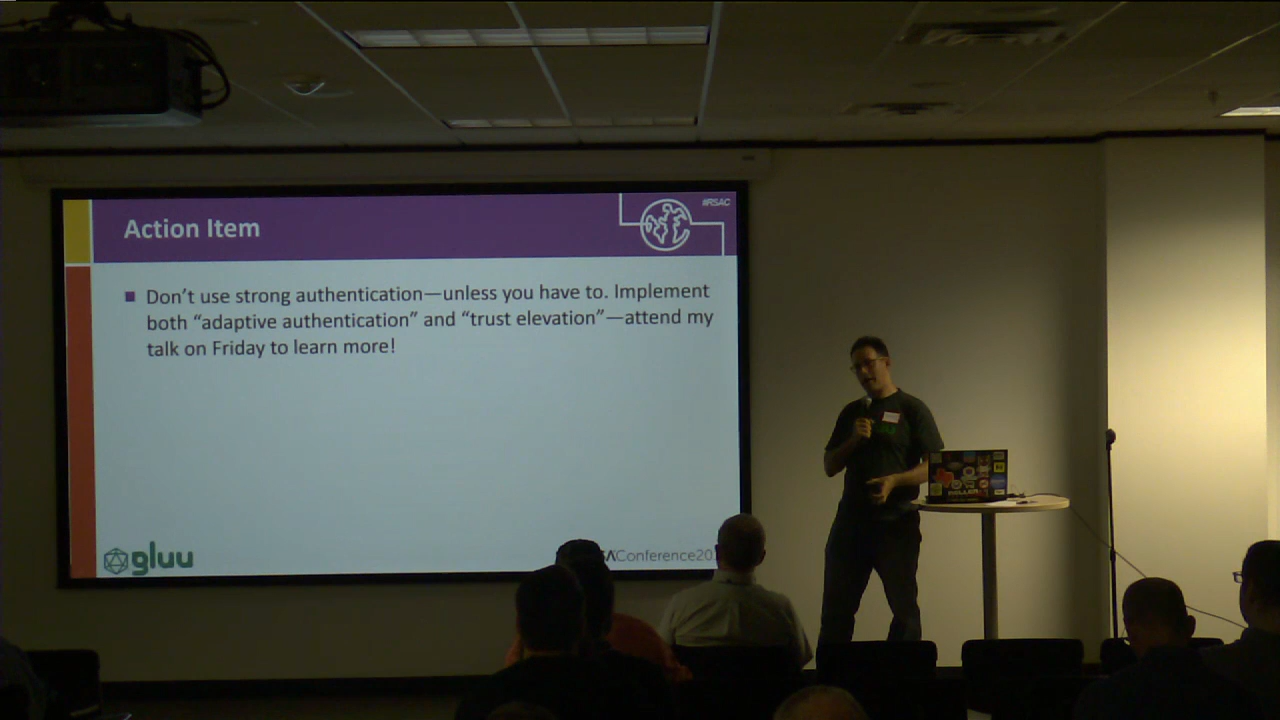 Action Item
#RSAC
Don't use strong authentication—unless you have to. Implement
both “adaptive authentication” and “trust elevation”—attend my
talk on Friday to learn more!
gluu
Conference20